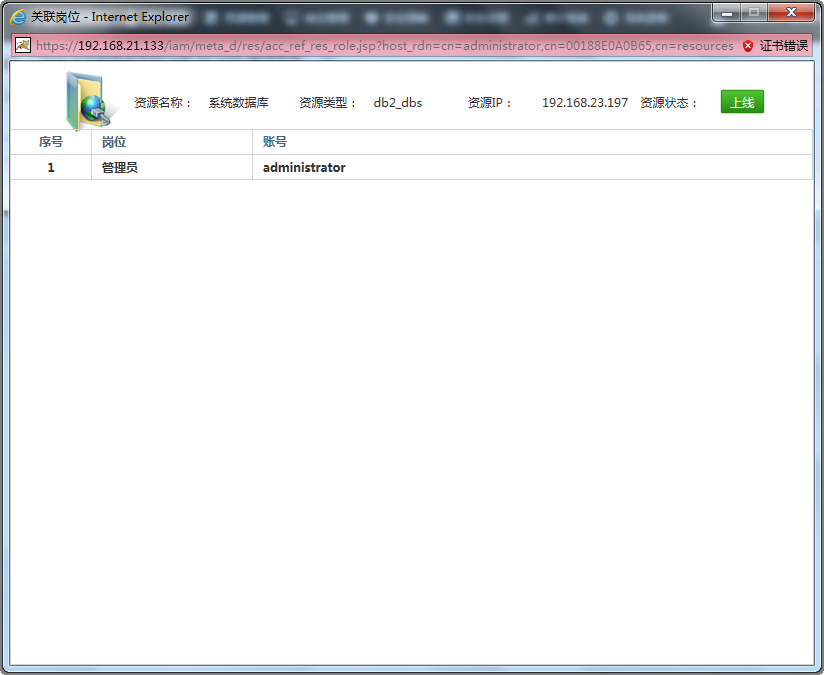 关联岗位 - Internet Explorer
https://192.168.21.133/iam/meta_d/res/acc_ref_res_role.jsp?host_rdn=cn=administrator,cn=00188E0A0B65,cn=resources 证书错误
资源名称： 系统数据库 资源类型： db2_dbs 资源IP： 192.168.23.197 资源状态： 上线
序号 岗位 账号
1 管理员 administrator